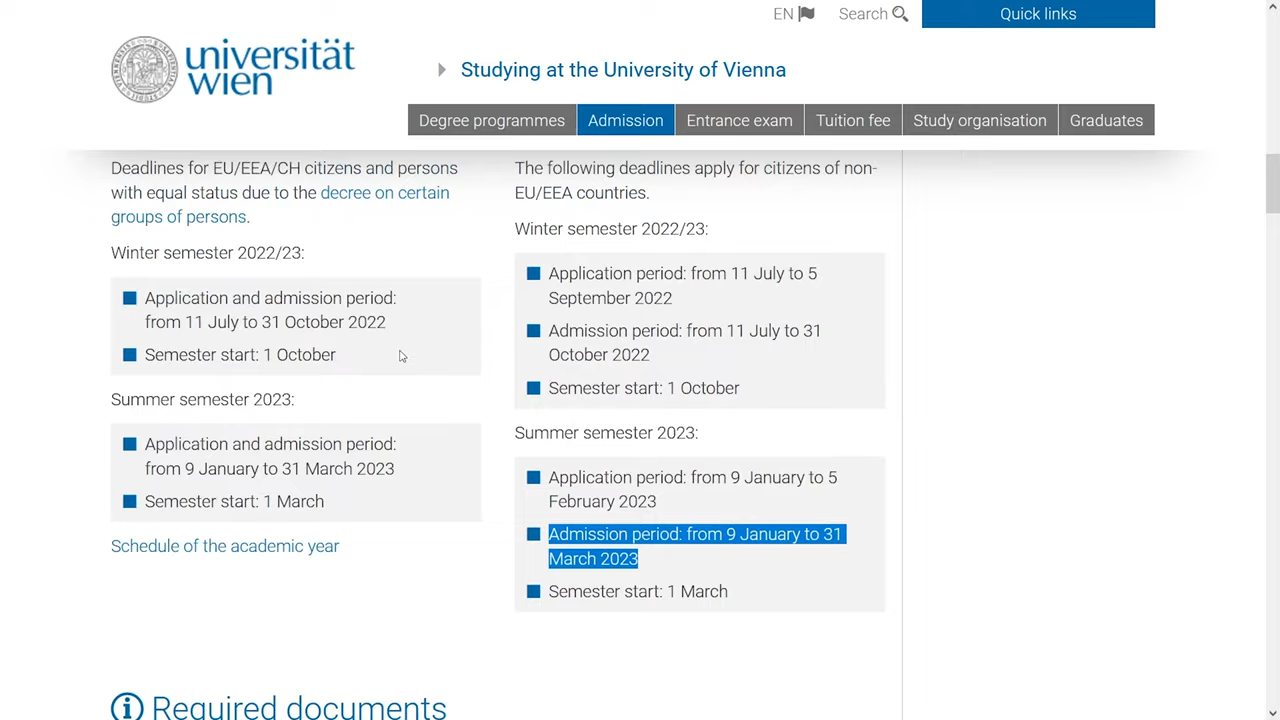 EN
Search
Quick links
universität
wien
Studying at the University of Vienna
Degree programmes
Admission
Entrance exam
Tuition fee
Study organisation
Graduates
Deadlines for EU/EEA/CH citizens and persons
with equal status due to the decree on certain
groups of persons.
Winter semester 2022/23:
Application and admission period:
from 11 July to 31 October 2022
Semester start: 1 October
Summer semester 2023:
Application and admission period:
from 9 January to 31 March 2023
Semester start: 1 March
Schedule of the academic year
The following deadlines apply for citizens of non-
EU/EEA countries.
Winter semester 2022/23:
Application period: from 11 July to 5
September 2022
Admission period: from 11 July to 31
October 2022
Semester start: 1 October
Summer semester 2023:
Application period: from 9 January to 5
February 2023
Admission period: from 9 January to 31
March 2023
Semester start: 1 March
Required documents